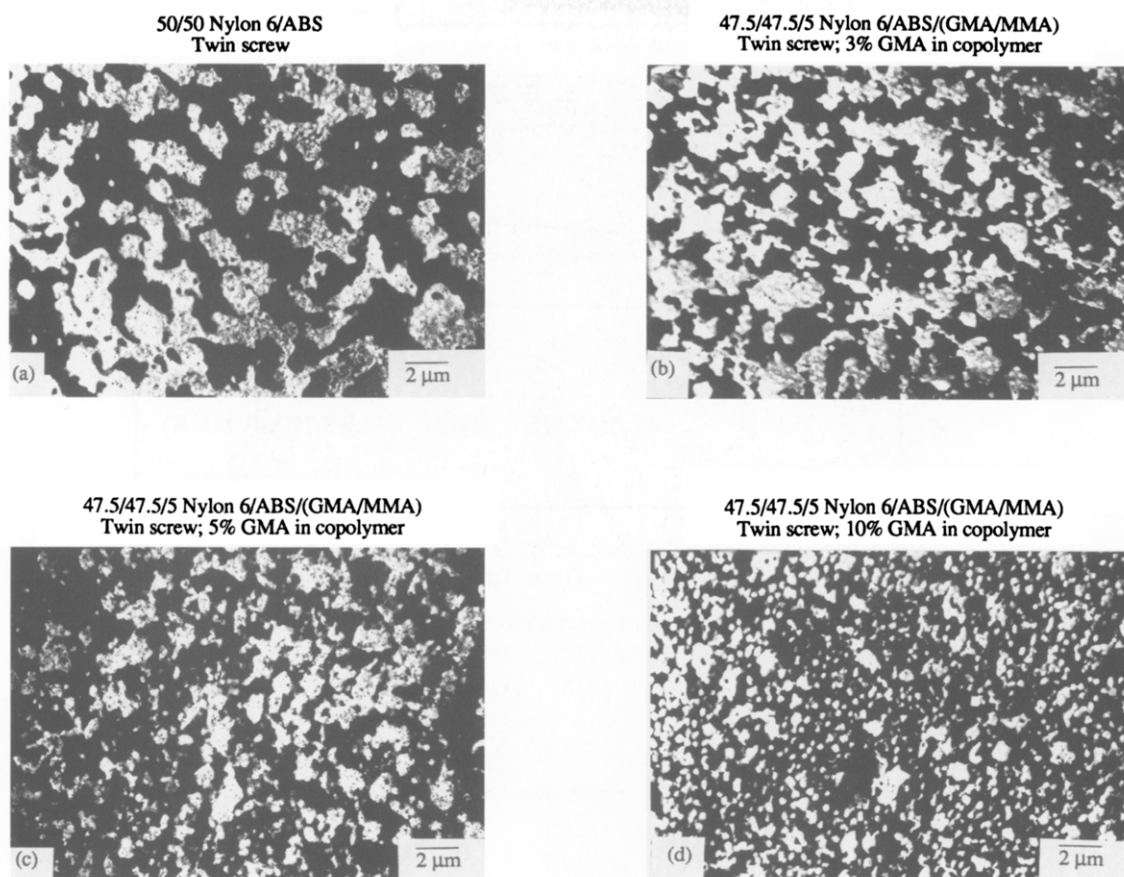 50/50 Nylon 6/ABS
Twin screw
47.5/47.5/5 Nylon 6/ABS/(GMA/MMA)
Twin screw; 3% GMA in copolymer
(a)
2 μm
(b)
2 μm
47.5/47.5/5 Nylon 6/ABS/(GMA/MMA)
Twin screw; 5% GMA in copolymer
47.5/47.5/5 Nylon 6/ABS/(GMA/MMA)
Twin screw; 10% GMA in copolymer
(c)
2 μm
(d)
2 μm